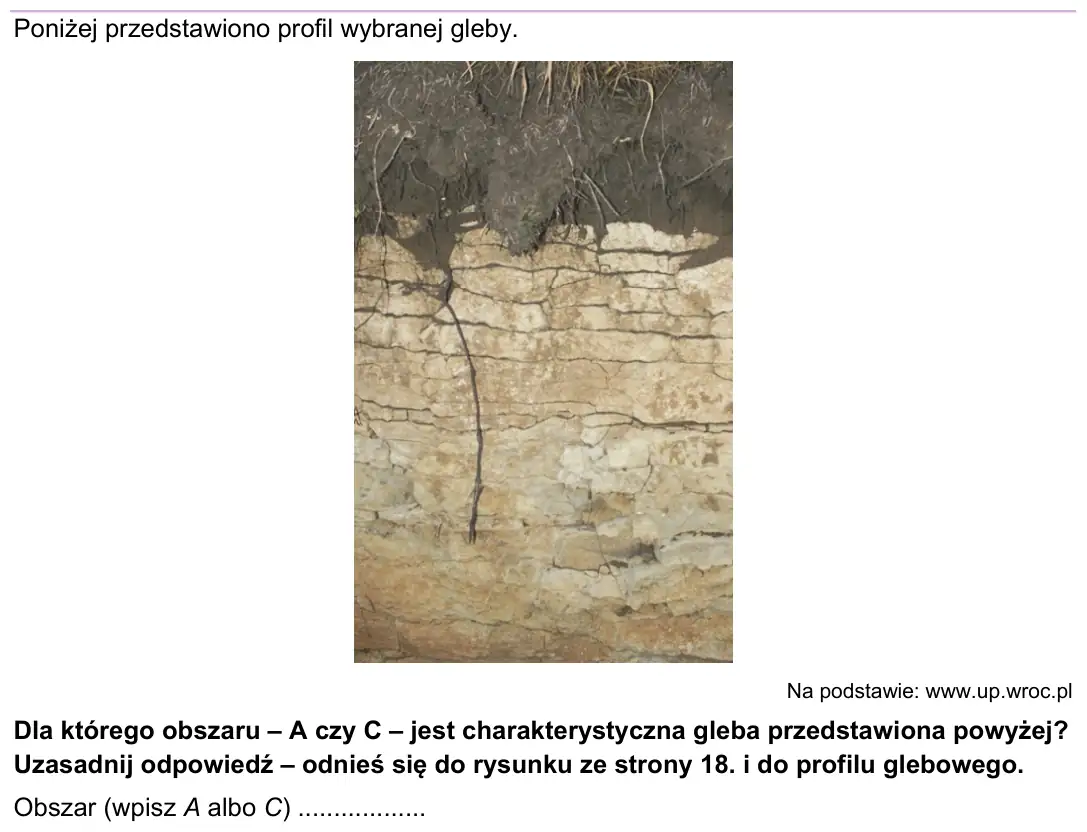 Poniżej przedstawiono profil wybranej gleby.
Na podstawie: www.up.wroc.pl
Dla którego obszaru – A czy C – jest charakterystyczna gleba przedstawiona powyżej?
Uzasadnij odpowiedź – odnieś się do rysunku ze strony 18. i do profilu glebowego.
Obszar (wpisz A albo C) ..................